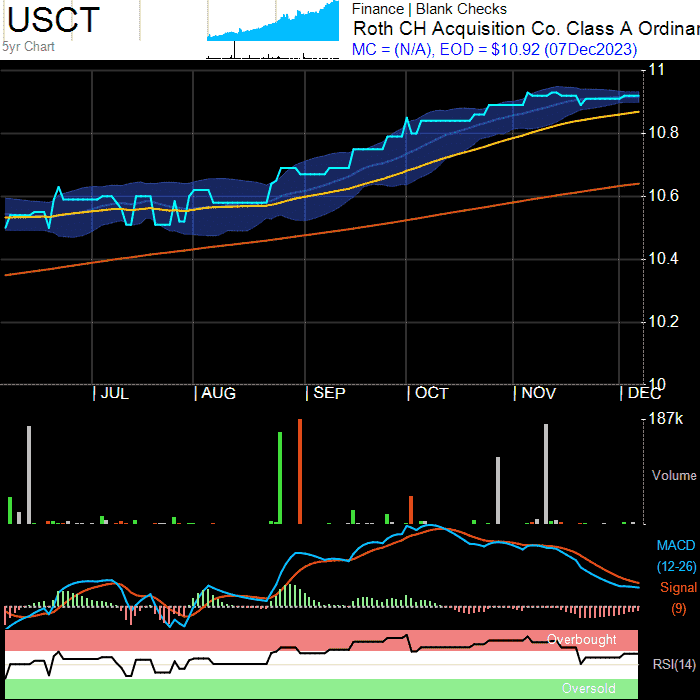 USCT
5yr Chart
Finance | Blank Checks
Roth CH Acquisition Co. Class A Ordinar
MC = (N/A), EOD = $10.92 (07Dec2023)
11
10.8
10.6
10.4
10.2
10
JUL AUG SEP OCT NOV DEC
187k
Volume
MACD
(12-26)
Signal
(9)
Overbought
RSI(14)
Oversold